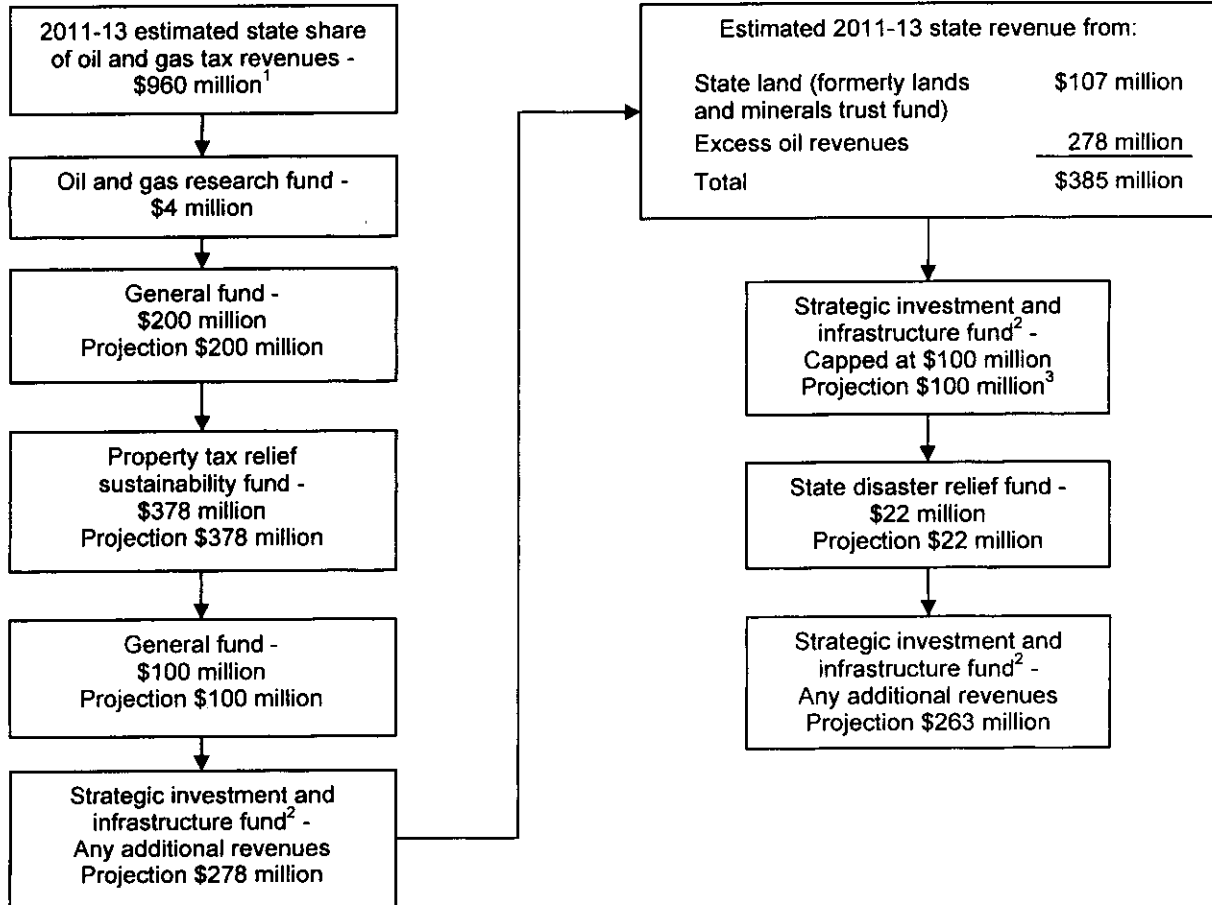 2011-13 estimated state share
of oil and gas tax revenues -
$960 million¹
Oil and gas research fund -
$4 million
General fund -
$200 million
Projection $200 million
Property tax relief
sustainability fund -
$378 million
Projection $378 million
General fund -
$100 million
Projection $100 million
Strategic investment and
infrastructure fund² -
Any additional revenues
Projection $278 million
Estimated 2011-13 state revenue from:
State land (formerly lands $107 million
and minerals trust fund)
Excess oil revenues 278 million
Total $385 million
Strategic investment and
infrastructure fund² -
Capped at $100 million
Projection $100 million³
State disaster relief fund -
$22 million
Projection $22 million
Strategic investment and
infrastructure fund² -
Any additional revenues
Projection $263 million